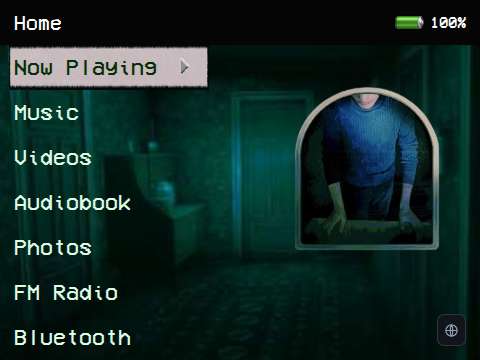 Home
100%
Now Playing
Music
Videos
Audiobook
Photos
FM Radio
Bluetooth